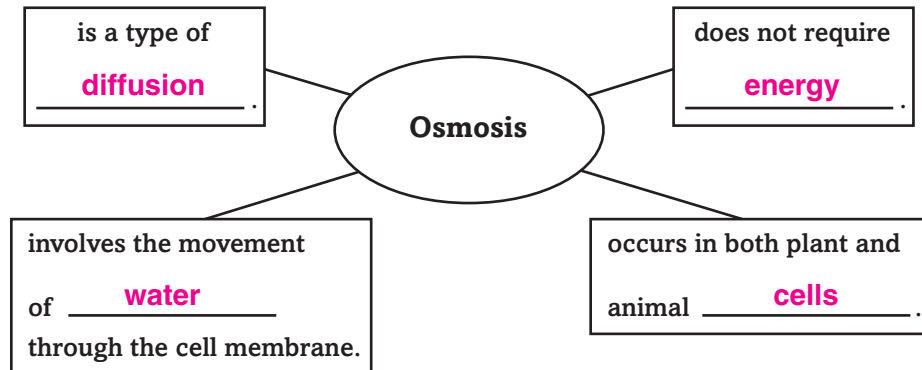 is a type of
diffusion .
does not require
energy .
Osmosis
involves the movement
of water
through the cell membrane.
occurs in both plant and
animal cells .